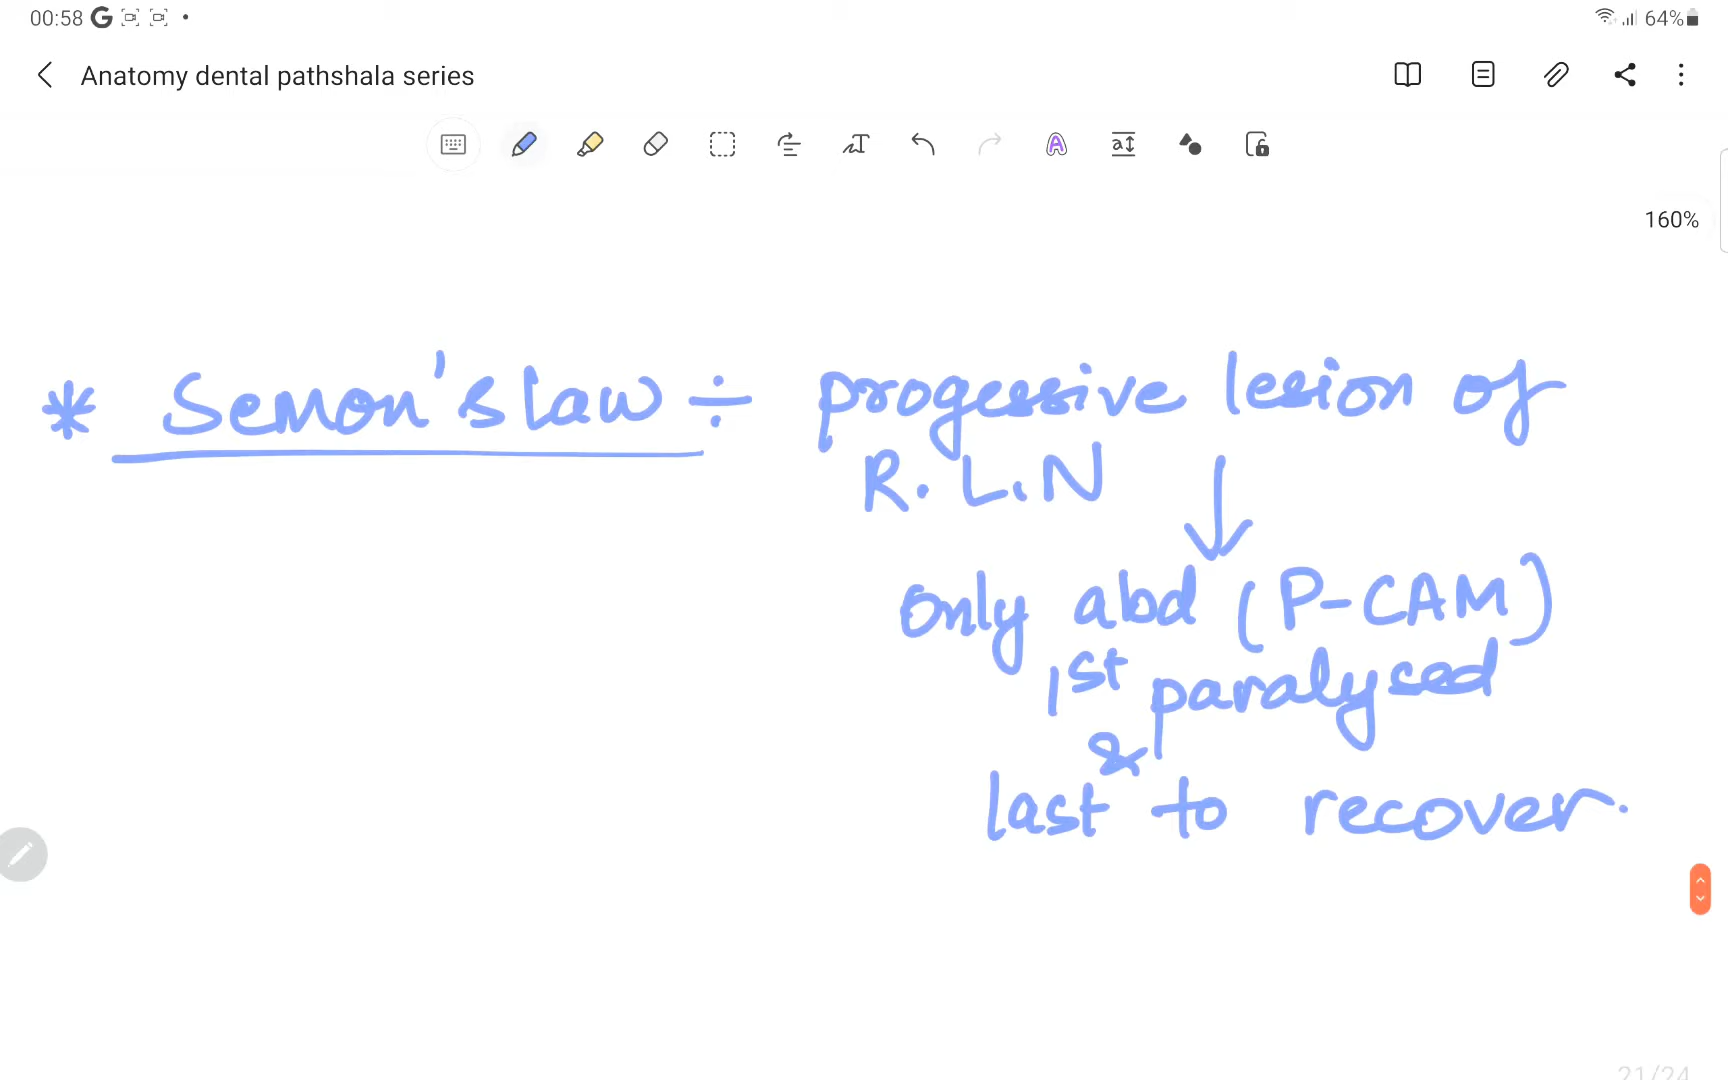 00:58 G 64%
Anatomy dental pathshala series
160%
* Semon's law ÷ progessive lesion of
R.L.N ↓
only abd (P-CAM)
1st paralysed
&
last to recover.
21/24